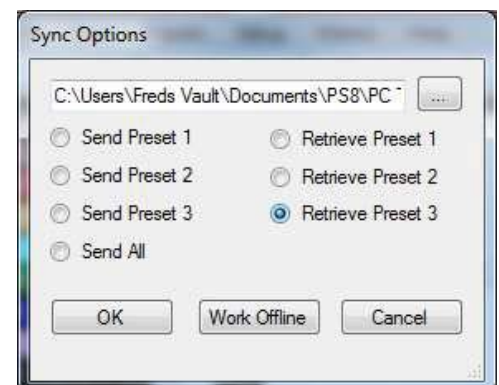 Sync Options
C:\Users\Freds Vault\Documents\PS8\PC
...
Send Preset 1
Retrieve Preset 1
Send Preset 2
Retrieve Preset 2
Send Preset 3
Retrieve Preset 3
Send All
OK
Work Offline
Cancel